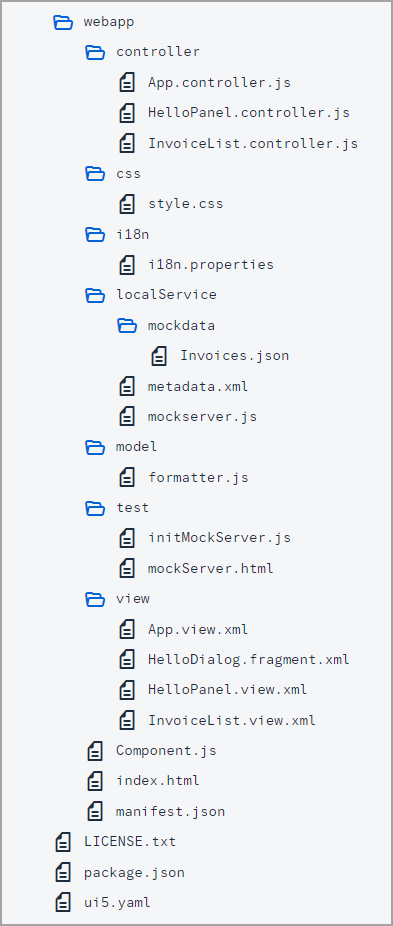 webapp
controller
App.controller.js
HelloPanel.controller.js
InvoiceList.controller.js
css
style.css
i18n
i18n.properties
localService
mockdata
Invoices.json
metadata.xml
mockserver.js
model
formatter.js
test
initMockServer.js
mockServer.html
view
App.view.xml
HelloDialog.fragment.xml
HelloPanel.view.xml
InvoiceList.view.xml
Component.js
index.html
manifest.json
LICENSE.txt
package.json
ui5.yaml